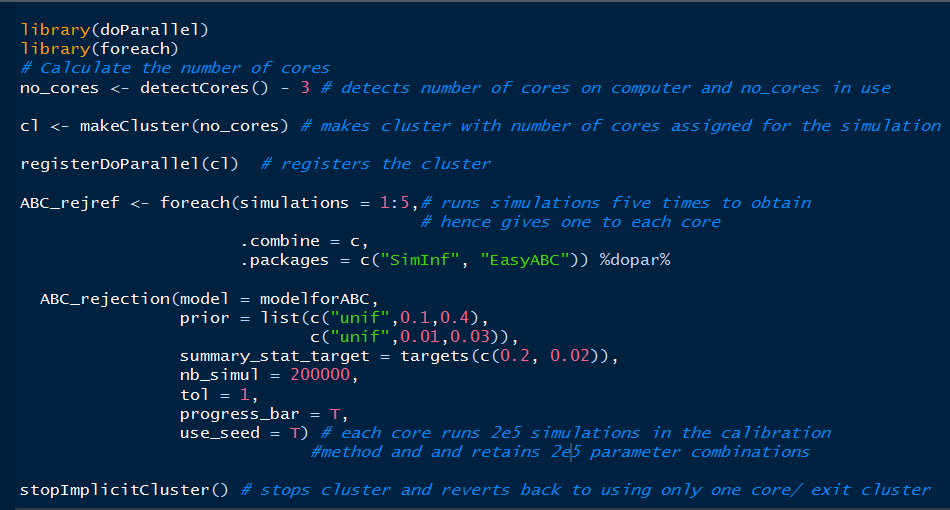 library(doParallel)
library(foreach)
# Calculate the number of cores
no_cores <- detectCores() - 3 # detects number of cores on computer and no_cores in use
cl <- makeCluster(no_cores) # makes cluster with number of cores assigned for the simulation
registerDoParallel(cl)  # registers the cluster
ABC_rejref <- foreach(simulations = 1:5,# runs simulations five times to obtain
# hence gives one to each core
.combine = c,
.packages = c("SimInf", "EasyABC")) %dopar%
ABC_rejection(model = modelforABC,
prior = list(c("unif",0.1,0.4),
c("unif",0.01,0.03)),
summary_stat_target = targets(c(0.2, 0.02)),
nb_simul = 200000,
tol = 1,
progress_bar = T,
use_seed = T) # each core runs 2e5 simulations in the calibration
#method and and retains 2e5 parameter combinations
stopImplicitCluster() # stops cluster and reverts back to using only one core/ exit cluster